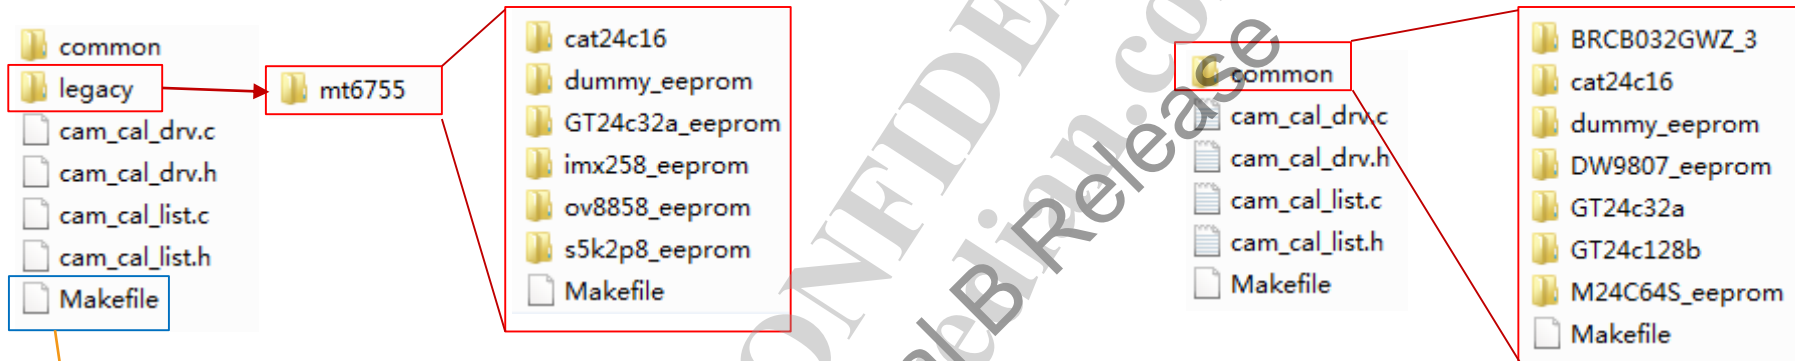 common
legacy
cam_cal_drv.c
cam_cal_drv.h
cam_cal_list.c
cam_cal_list.h
Makefile
mt6755
cat24c16
dummy_eeprom
GT24c32a_eeprom
imx258_eeprom
ov8858_eeprom
s5k2p8_eeprom
Makefile
common
cam_cal_drv.c
cam_cal_drv.h
cam_cal_list.c
cam_cal_list.h
Makefile
BRCB032GWZ_3
cat24c16
dummy_eeprom
DW9807_eeprom
GT24c32a
GT24c128b
M24C64S_eeprom
Makefile
Release